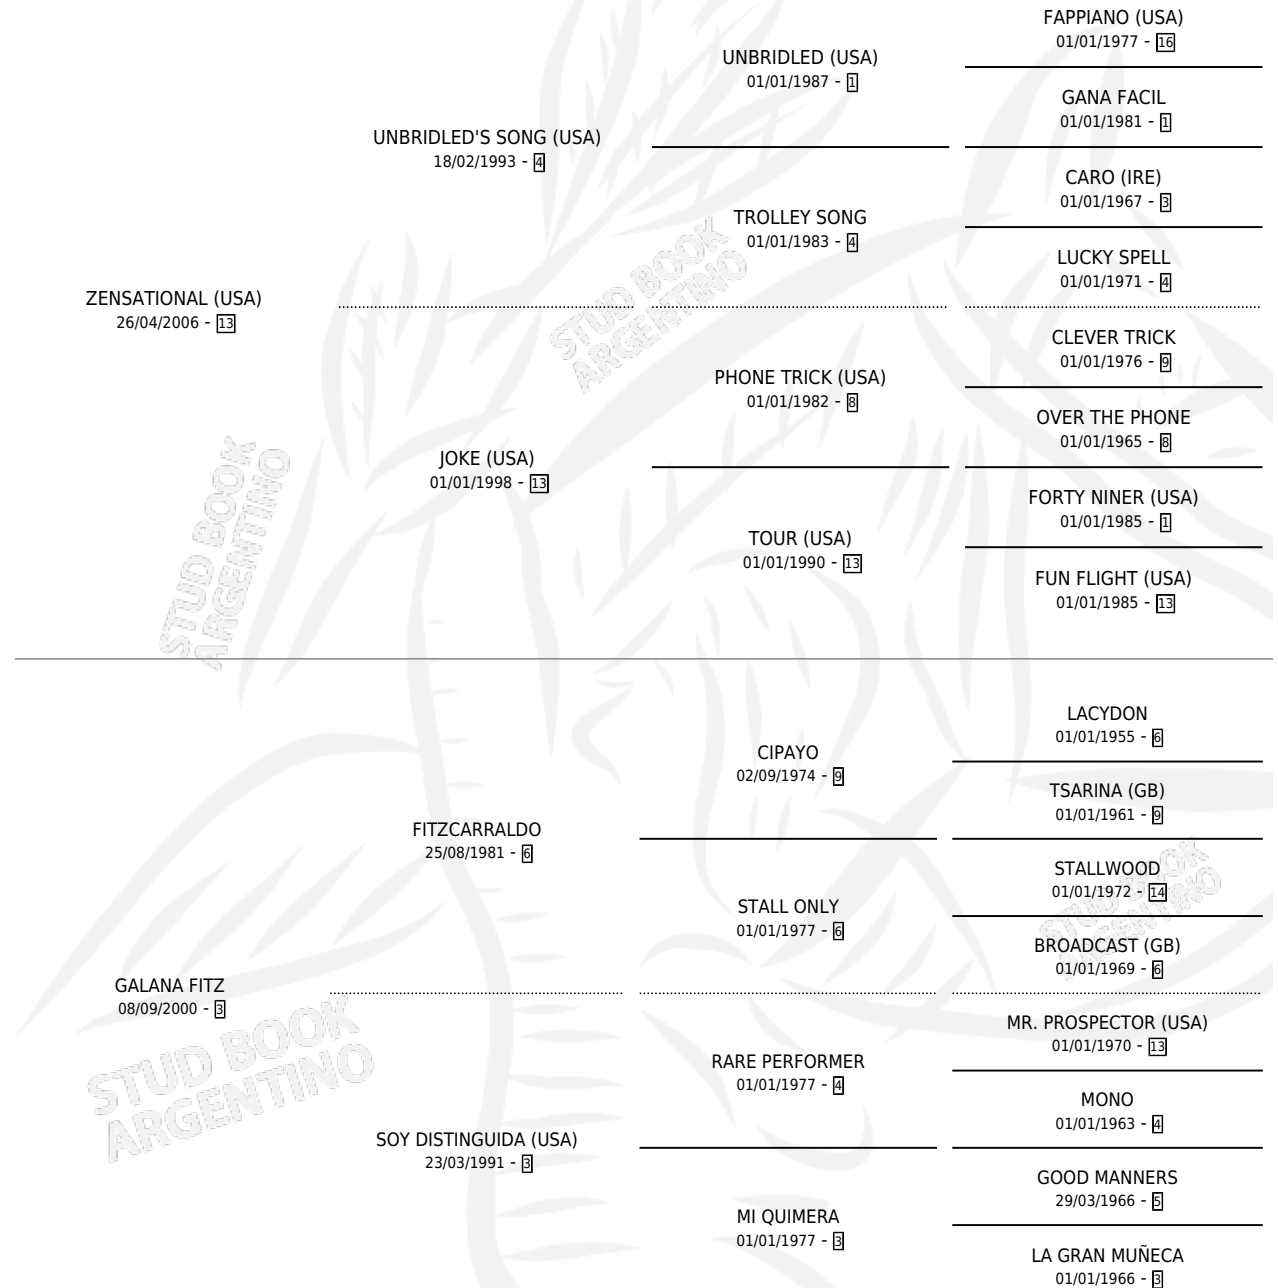 FAPPIANO (USA)
01/01/1977 - 16
UNBRIDLED (USA)
01/01/1987 - 1
GANA FACIL
01/01/1981 - 1
UNBRIDLED'S SONG (USA)
18/02/1993 - 4
CARO (IRE)
01/01/1967 - 3
TROLLEY SONG
01/01/1983 - 4
LUCKY SPELL
01/01/1971 - 4
ZENSATIONAL (USA)
26/04/2006 - 13
STUD BOOK
ARGENTINO
CLEVER TRICK
01/01/1976 - 9
PHONE TRICK (USA)
01/01/1982 - 8
OVER THE PHONE
01/01/1965 - 8
JOKE (USA)
01/01/1998 - 13
FORTY NINER (USA)
01/01/1985 - 1
TOUR (USA)
01/01/1990 - 13
FUN FLIGHT (USA)
01/01/1985 - 13
STUD BOOK
ARGENTINO
LACYDON
01/01/1955 - 6
CIPAYO
02/09/1974 - 9
TSARINA (GB)
01/01/1961 - 9
FITZCARRALDO
25/08/1981 - 6
STALLWOOD
01/01/1972 - 14
STALL ONLY
01/01/1977 - 6
BROADCAST (GB)
01/01/1969 - 6
STUD BOOK
ARGENTINO
GALANA FITZ
08/09/2000 - 3
MR. PROSPECTOR (USA)
01/01/1970 - 13
RARE PERFORMER
01/01/1977 - 4
MONO
01/01/1963 - 4
STUD BOOK
ARGENTINO
SOY DISTINGUIDA (USA)
23/03/1991 - 3
GOOD MANNERS
29/03/1966 - 5
MI QUIMERA
01/01/1977 - 3
LA GRAN MUÑECA
01/01/1966 - 3